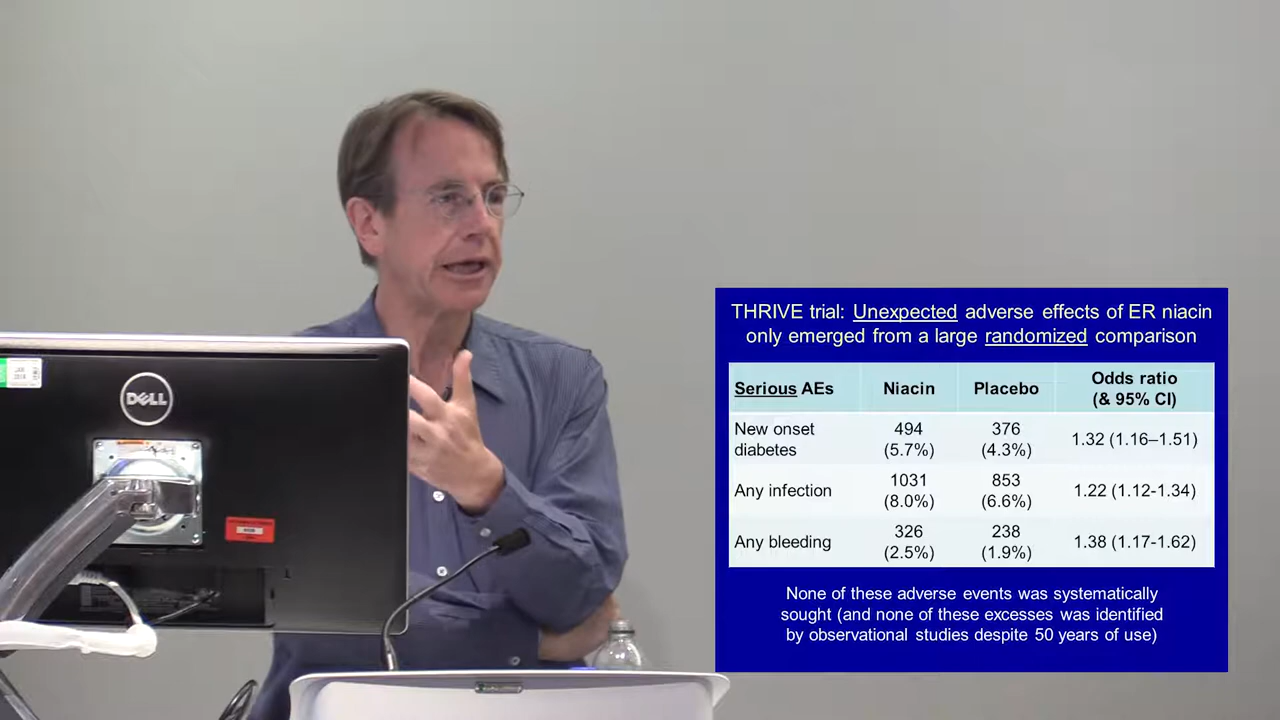 THRIVE trial: Unexpected adverse effects of ER niacin
only emerged from a large randomized comparison
Serious AEs Niacin Placebo Odds ratio (& 95% CI)
New onset diabetes 494 (5.7%) 376 (4.3%) 1.32 (1.16–1.51)
Any infection 1031 (8.0%) 853 (6.6%) 1.22 (1.12-1.34)
Any bleeding 326 (2.5%) 238 (1.9%) 1.38 (1.17-1.62)
None of these adverse events was systematically
sought (and none of these excesses was identified
by observational studies despite 50 years of use)
DELL